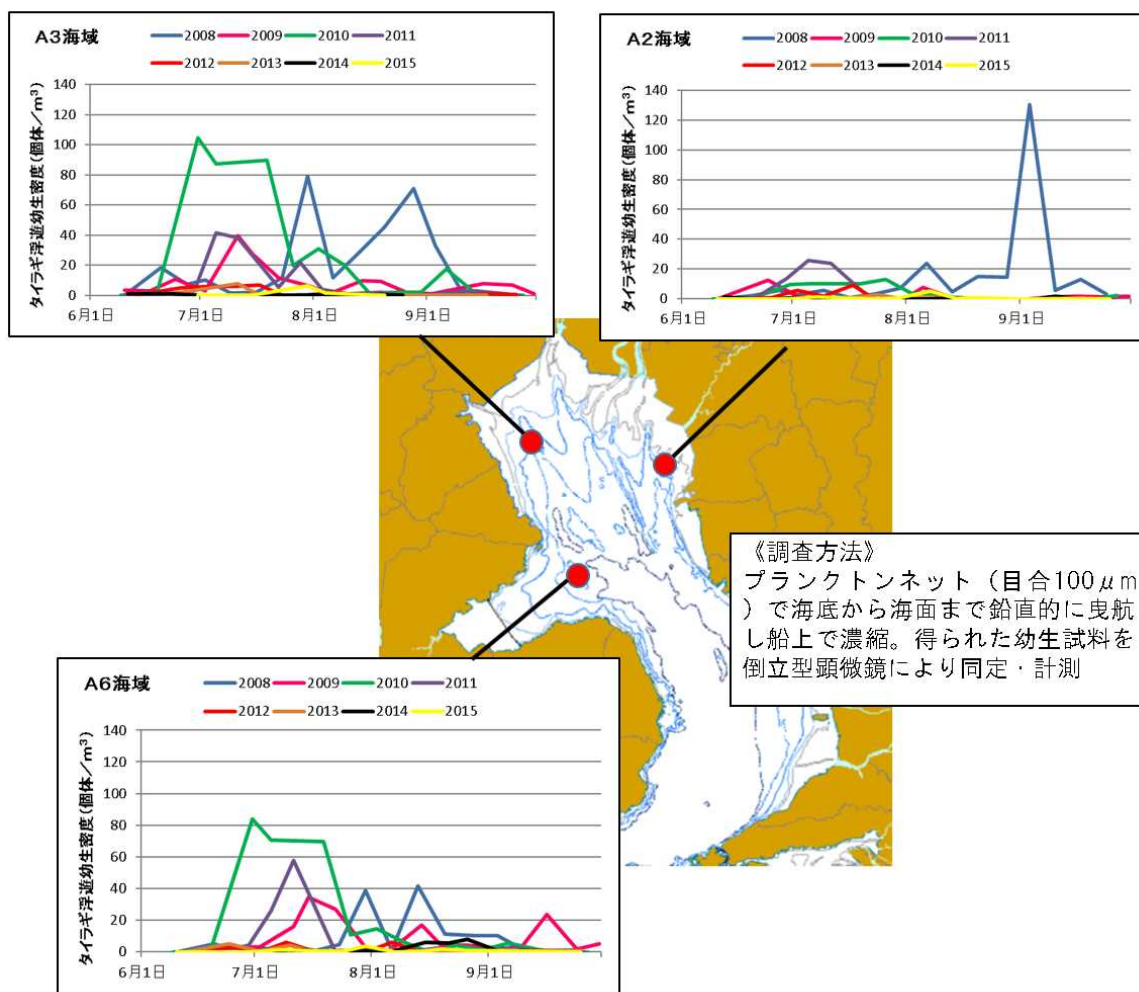 A3海域
2008 2009 2010 2011
2012 2013 2014 2015
タイラギ浮遊幼生密度(個体/m³)
140
120
100
80
60
40
20
0
6月1日 7月1日 8月1日 9月1日
A2海域
2008 2009 2010 2011
2012 2013 2014 2015
タイラギ浮遊幼生密度(個体/m³)
140
120
100
80
60
40
20
0
6月1日 7月1日 8月1日 9月1日
《調査方法》
プランクトンネット(目合100μm
)で海底から海面まで鉛直的に曳航
し船上で濃縮。得られた幼生試料を
倒立型顕微鏡により同定・計測
A6海域
2008 2009 2010 2011
2012 2013 2014 2015
タイラギ浮遊幼生密度(個体/m³)
140
120
100
80
60
40
20
0
6月1日 7月1日 8月1日 9月1日